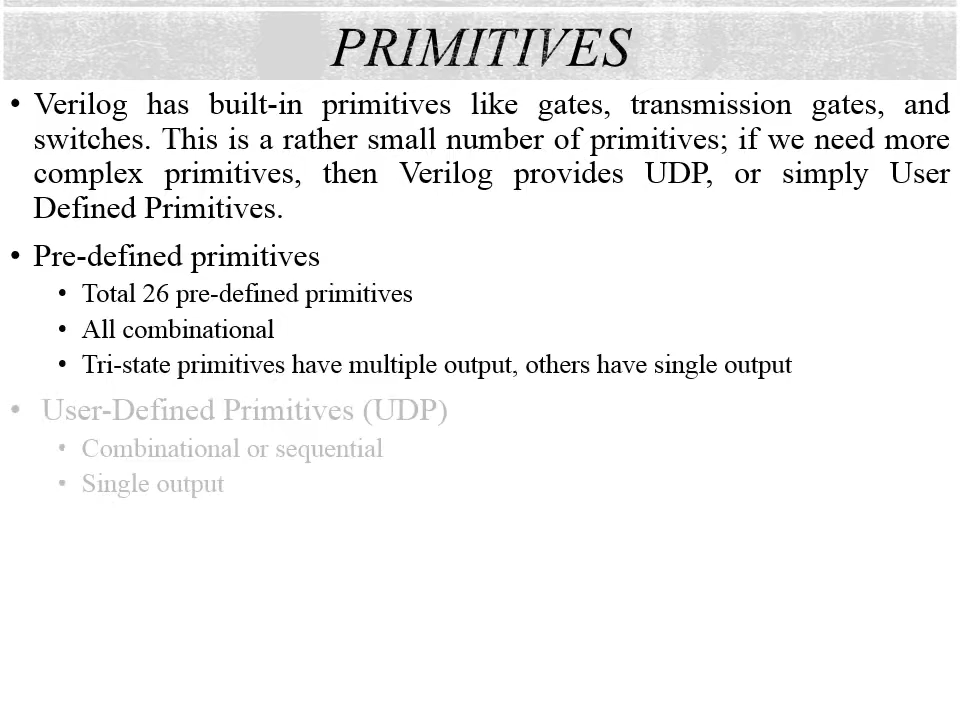 PRIMITIVES
• Verilog has built-in primitives like gates, transmission gates, and
switches. This is a rather small number of primitives; if we need more
complex primitives, then Verilog provides UDP, or simply User
Defined Primitives.
• Pre-defined primitives
• Total 26 pre-defined primitives
• All combinational
• Tri-state primitives have multiple output, others have single output
• User-Defined Primitives (UDP)
• Combinational or sequential
• Single output